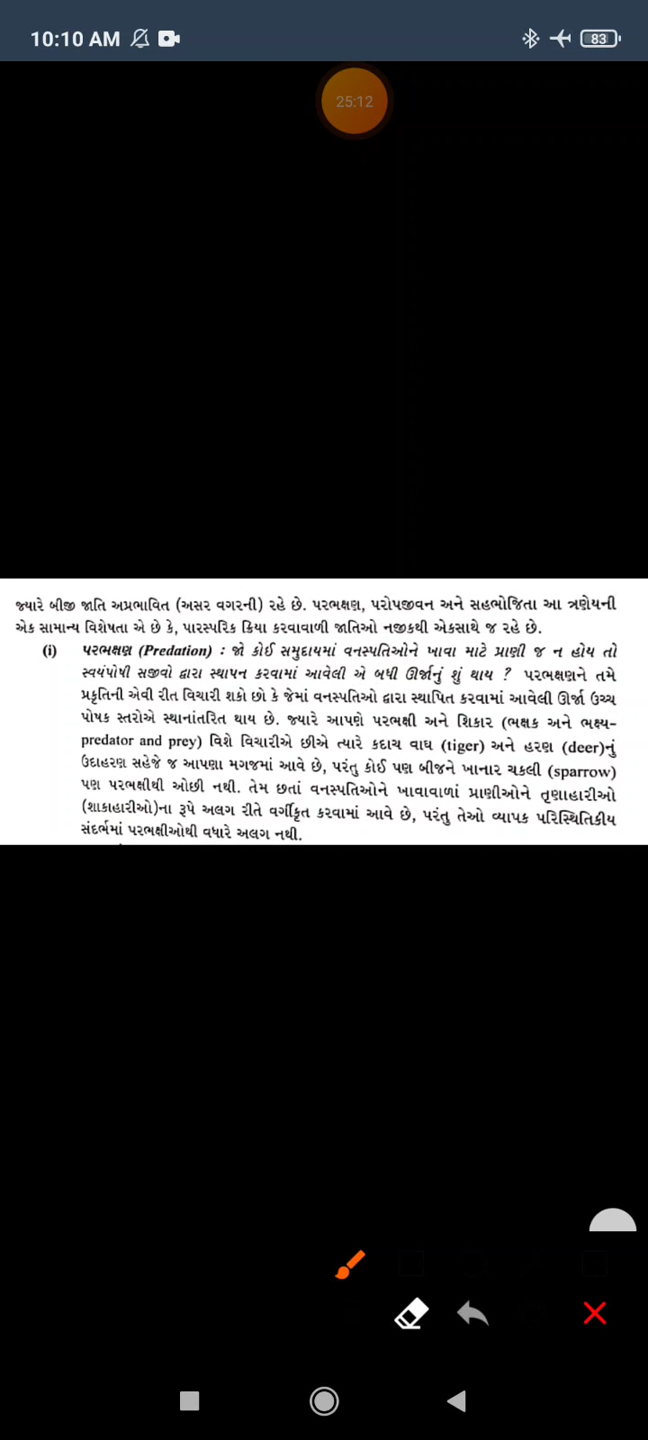 10:10 AM
83
25:12
જ્યારે બીજી જાતિ અપ્રભાવિત (અસર વગરની) રહે છે. પરભક્ષણ, પરોપજીવન અને સહભોજિતા આ ત્રણેયની
એક સામાન્ય વિશેષતા એ છે કે, પારસ્પરિક ક્રિયા કરવાવાળી જાતિઓ નજીકથી એકસાથે જ રહે છે.
(i) પરભક્ષણ (Predation) : જો કોઈ સમુદાયમાં વનસ્પતિઓને ખાવા માટે પ્રાણી જ ન હોય તો
સ્વયંપોષી સજીવો દ્વારા સ્થાપન કરવામાં આવેલી એ બધી ઊર્જાનું શું થાય ? પરભક્ષણને તમે
પ્રકૃતિની એવી રીત વિચારી શકો છો કે જેમાં વનસ્પતિઓ દ્વારા સ્થાપિત કરવામાં આવેલી ઊર્જા ઉચ્ચ
પોષક સ્તરોએ સ્થાનાંતરિત થાય છે. જ્યારે આપણે પરભક્ષી અને શિકાર (ભક્ષક અને ભક્ષ્ય-
predator and prey) વિશે વિચારીએ છીએ ત્યારે કદાચ વાઘ (tiger) અને હરણ (deer)નું
ઉદાહરણ સહેજે જ આપણા મગજમાં આવે છે, પરંતુ કોઈ પણ બીજને ખાનાર ચકલી (sparrow)
પણ પરભક્ષીથી ઓછી નથી. તેમ છતાં વનસ્પતિઓને ખાવાવાળાં પ્રાણીઓને તૃણાહારીઓ
(શાકાહારીઓ)ના રૂપે અલગ રીતે વર્ગીકૃત કરવામાં આવે છે, પરંતુ તેઓ વ્યાપક પરિસ્થિતિકીય
સંદર્ભમાં પરભક્ષીઓથી વધારે અલગ નથી.